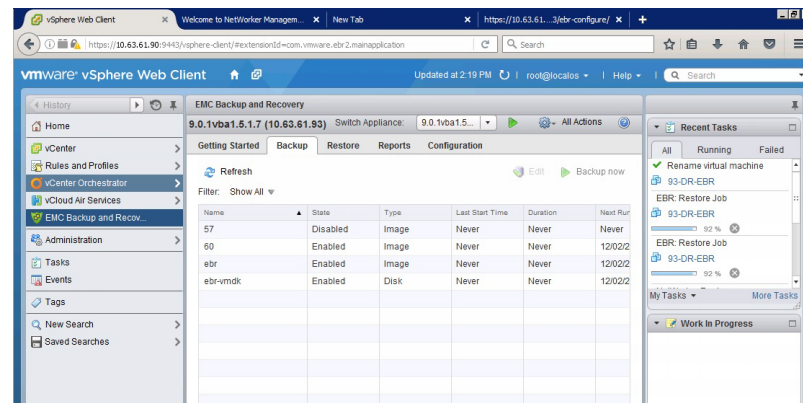 vSphere Web Client
Welcome to NetWorker Managem...
New Tab
https://10.63.61...3/ebr-configure/
https://10.63.61.90:9443/vsphere-client/#extensionId=com.vmware.ebr2.mainapplication
Search
vmware® vSphere Web Client
Updated at 2:19 PM
root@localos
Help
Search
History
Home
vCenter
Rules and Profiles
vCenter Orchestrator
vCloud Air Services
EMC Backup and Recov...
Administration
Tasks
Events
Tags
New Search
Saved Searches
EMC Backup and Recovery
9.0.1vba1.5.1.7 (10.63.61.93) Switch Appliance: 9.0.1vba1.5... All Actions
Getting Started Backup Restore Reports Configuration
Refresh Edit Backup now
Filter: Show All
Name State Type Last Start Time Duration Next Run
57 Disabled Image Never Never Never
60 Enabled Image Never Never 12/02/2
ebr Enabled Image Never Never 12/02/2
ebr-vmdk Enabled Disk Never Never 12/02/2
Recent Tasks
All Running Failed
Rename virtual machine
93-DR-EBR
EBR: Restore Job
93-DR-EBR
92 %
EBR: Restore Job
93-DR-EBR
92 %
My Tasks More Tasks
Work In Progress